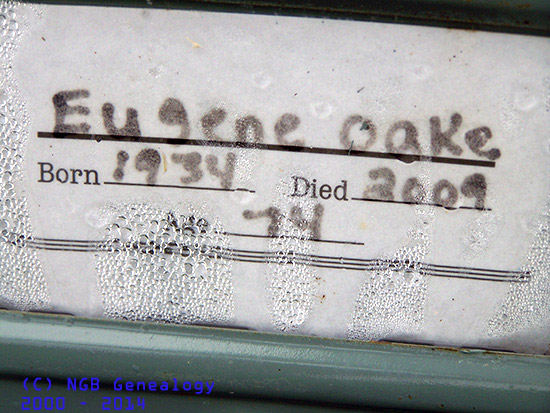 Eugene Oake
Born 1934 Died 2009
Age 74
(C) NGB Genealogy
2000 - 2014